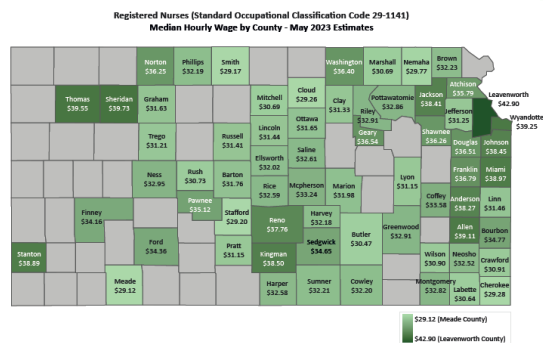 Registered Nurses (Standard Occupational Classification Code 29-1141)
Median Hourly Wage by County - May 2023 Estimates
Norton
$36.25
Phillips
$32.19
Smith
$29.17
Washington
$36.40
Marshall
$30.69
Nemaha
$29.77
Brown
$32.23
Atchison
$35.79
Leavenworth
$42.90
Wyandotte
$39.25
Thomas
$39.55
Sheridan
$39.73
Graham
$31.63
Mitchell
$30.69
Cloud
$29.26
Clay
$31.33
Riley
$32.91
Pottawatomie
$32.86
Jackson
$38.41
Jefferson
$31.25
Ottawa
$31.65
Lincoln
$31.44
Geary
$36.54
Shawnee
$36.26
Douglas
$36.51
Johnson
$38.45
Trego
$31.21
Russell
$31.41
Saline
$32.61
Ellsworth
$32.02
Franklin
$36.79
Miami
$38.97
Ness
$32.95
Rush
$30.73
Barton
$31.76
Rice
$32.59
Mcpherson
$33.24
Marion
$31.98
Lyon
$31.15
Coffey
$33.58
Anderson
$38.27
Linn
$31.46
Pawnee
$35.12
Finney
$34.16
Stafford
$29.20
Reno
$37.76
Harvey
$32.18
Butler
$30.47
Greenwood
$32.91
Allen
$39.11
Bourbon
$34.77
Stanton
$38.89
Ford
$34.36
Pratt
$31.15
Kingman
$38.50
Sedgwick
$34.65
Wilson
$30.90
Neosho
$32.52
Crawford
$30.91
Meade
$29.12
Harper
$32.58
Sumner
$32.21
Cowley
$32.20
Montgomery
$32.82
Labette
$30.64
Cherokee
$29.28
$29.12 (Meade County)
$42.90 (Leavenworth County)